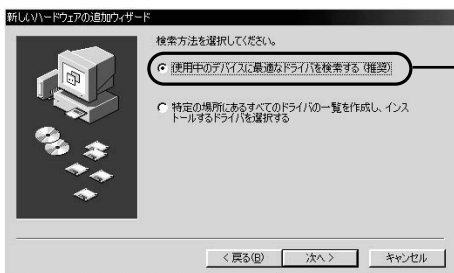 新しいハードウェアの追加ウィザード
検索方法を選択してください。
使用中のデバイスに最適なドライバを検索する (推奨)
特定の場所にあるすべてのドライバの一覧を作成し、インス
トールするドライバを選択する
< 戻る(B)
次へ >
キャンセル